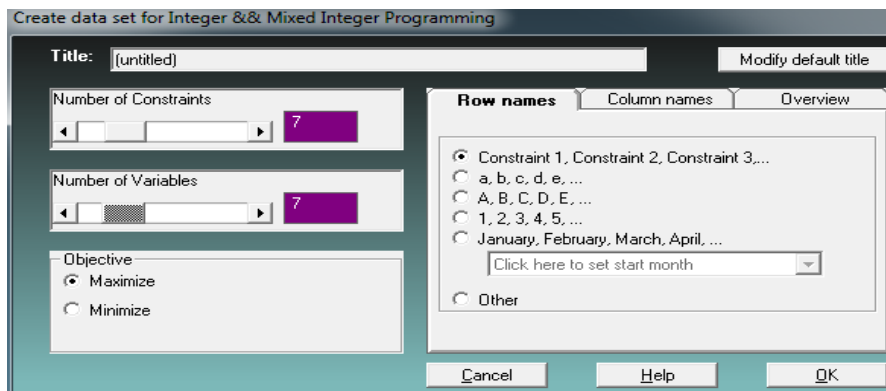 Create data set for Integer && Mixed Integer Programming
Title: (untitled)
Modify default title
Number of Constraints
7
Number of Variables
7
Objective
Maximize
Minimize
Row names
Column names
Overview
Constraint 1, Constraint 2, Constraint 3,...
a, b, c, d, e, ...
A, B, C, D, E, ...
1, 2, 3, 4, 5, ...
January, February, March, April, ...
Click here to set start month
Other
Cancel
Help
OK